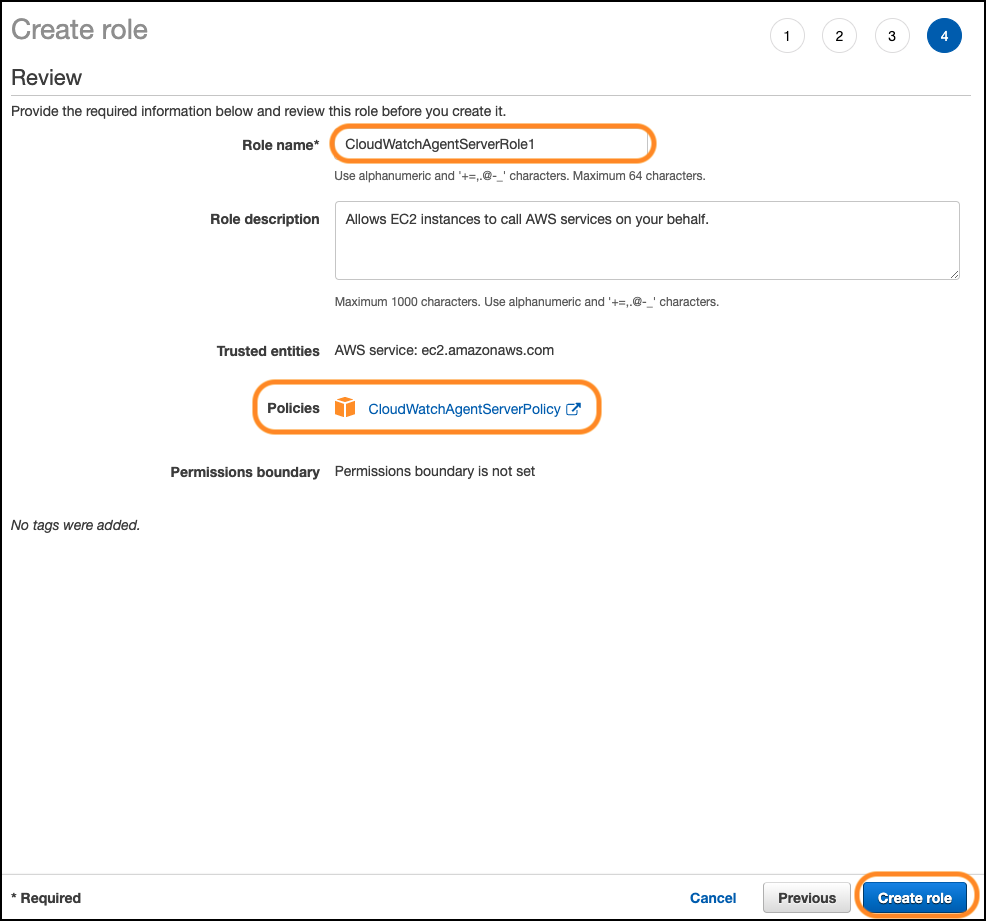 Create role
1 2 3 4
Review
Provide the required information below and review this role before you create it.
Role name* CloudWatchAgentServerRole1
Use alphanumeric and '+=,.@-_' characters. Maximum 64 characters.
Role description Allows EC2 instances to call AWS services on your behalf.
Maximum 1000 characters. Use alphanumeric and '+=,.@-_' characters.
Trusted entities AWS service: ec2.amazonaws.com
Policies CloudWatchAgentServerPolicy
Permissions boundary Permissions boundary is not set
No tags were added.
* Required Cancel Previous Create role